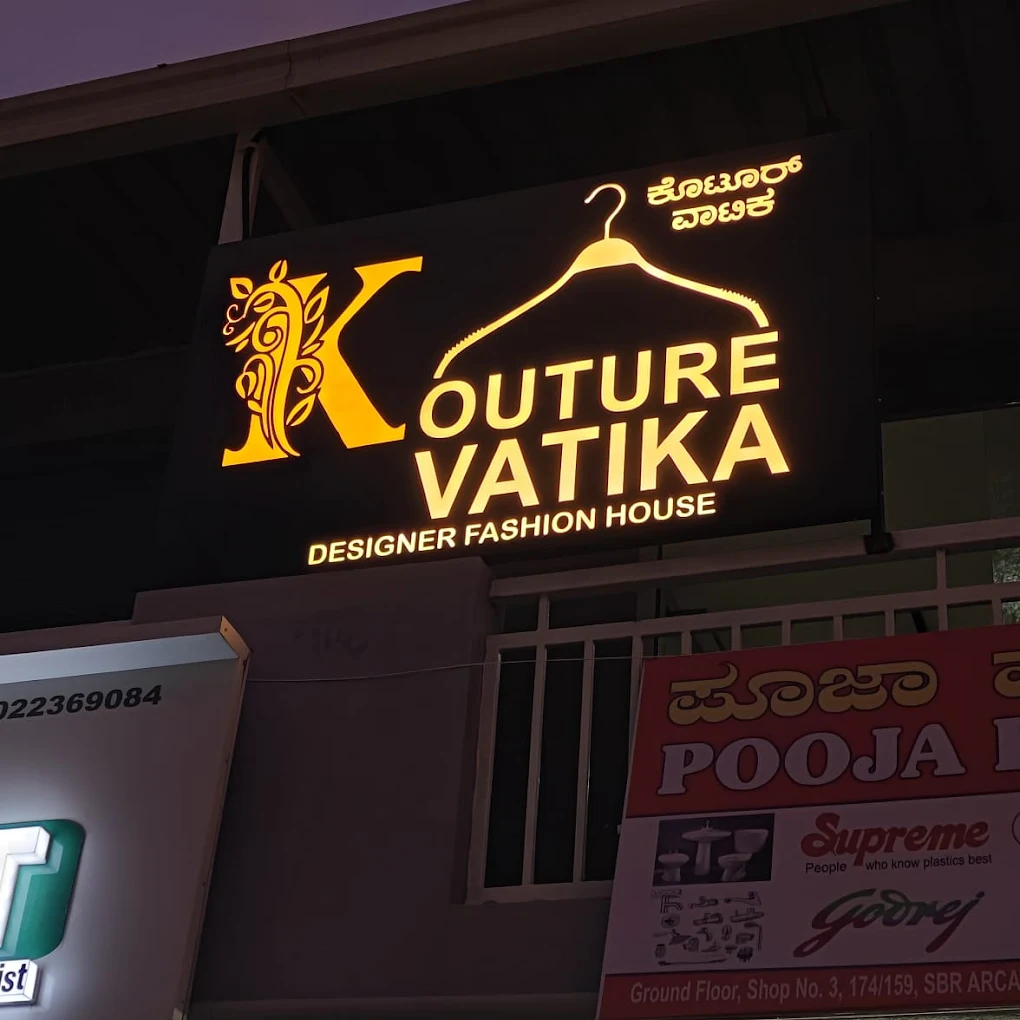 ಕೊಟೂರ್
ವಾಟಿಕ
KOUTURE
VATIKA
DESIGNER FASHION HOUSE
022369084
T
ist
ಪೂಜಾ
POOJA
Supreme
People who know plastics best
Godrej
Ground Floor, Shop No. 3, 174/159, SBR ARCA